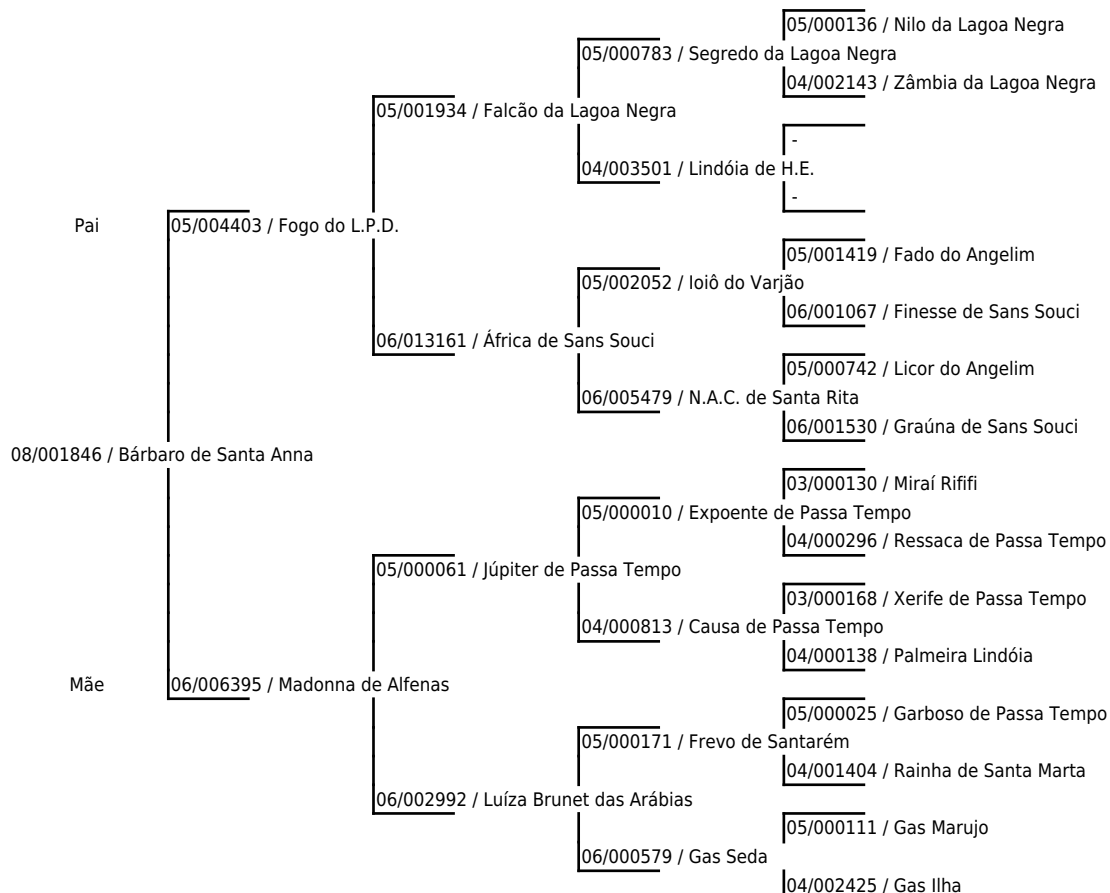 05/000136 / Nilo da Lagoa Negra
05/000783 / Segredo da Lagoa Negra
04/002143 / Zâmbia da Lagoa Negra
05/001934 / Falcão da Lagoa Negra
-
04/003501 / Lindóia de H.E.
-
Pai
05/004403 / Fogo do L.P.D.
05/001419 / Fado do Angelim
05/002052 / Ioiô do Varjão
06/001067 / Finesse de Sans Souci
06/013161 / África de Sans Souci
05/000742 / Licor do Angelim
06/005479 / N.A.C. de Santa Rita
06/001530 / Graúna de Sans Souci
08/001846 / Bárbaro de Santa Anna
03/000130 / Miraí Rififi
05/000010 / Expoente de Passa Tempo
04/000296 / Ressaca de Passa Tempo
05/000061 / Júpiter de Passa Tempo
03/000168 / Xerife de Passa Tempo
04/000813 / Causa de Passa Tempo
04/000138 / Palmeira Lindóia
Mãe
06/006395 / Madonna de Alfenas
05/000025 / Garboso de Passa Tempo
05/000171 / Frevo de Santarém
04/001404 / Rainha de Santa Marta
06/002992 / Luíza Brunet das Arábias
05/000111 / Gas Marujo
06/000579 / Gas Seda
04/002425 / Gas Ilha